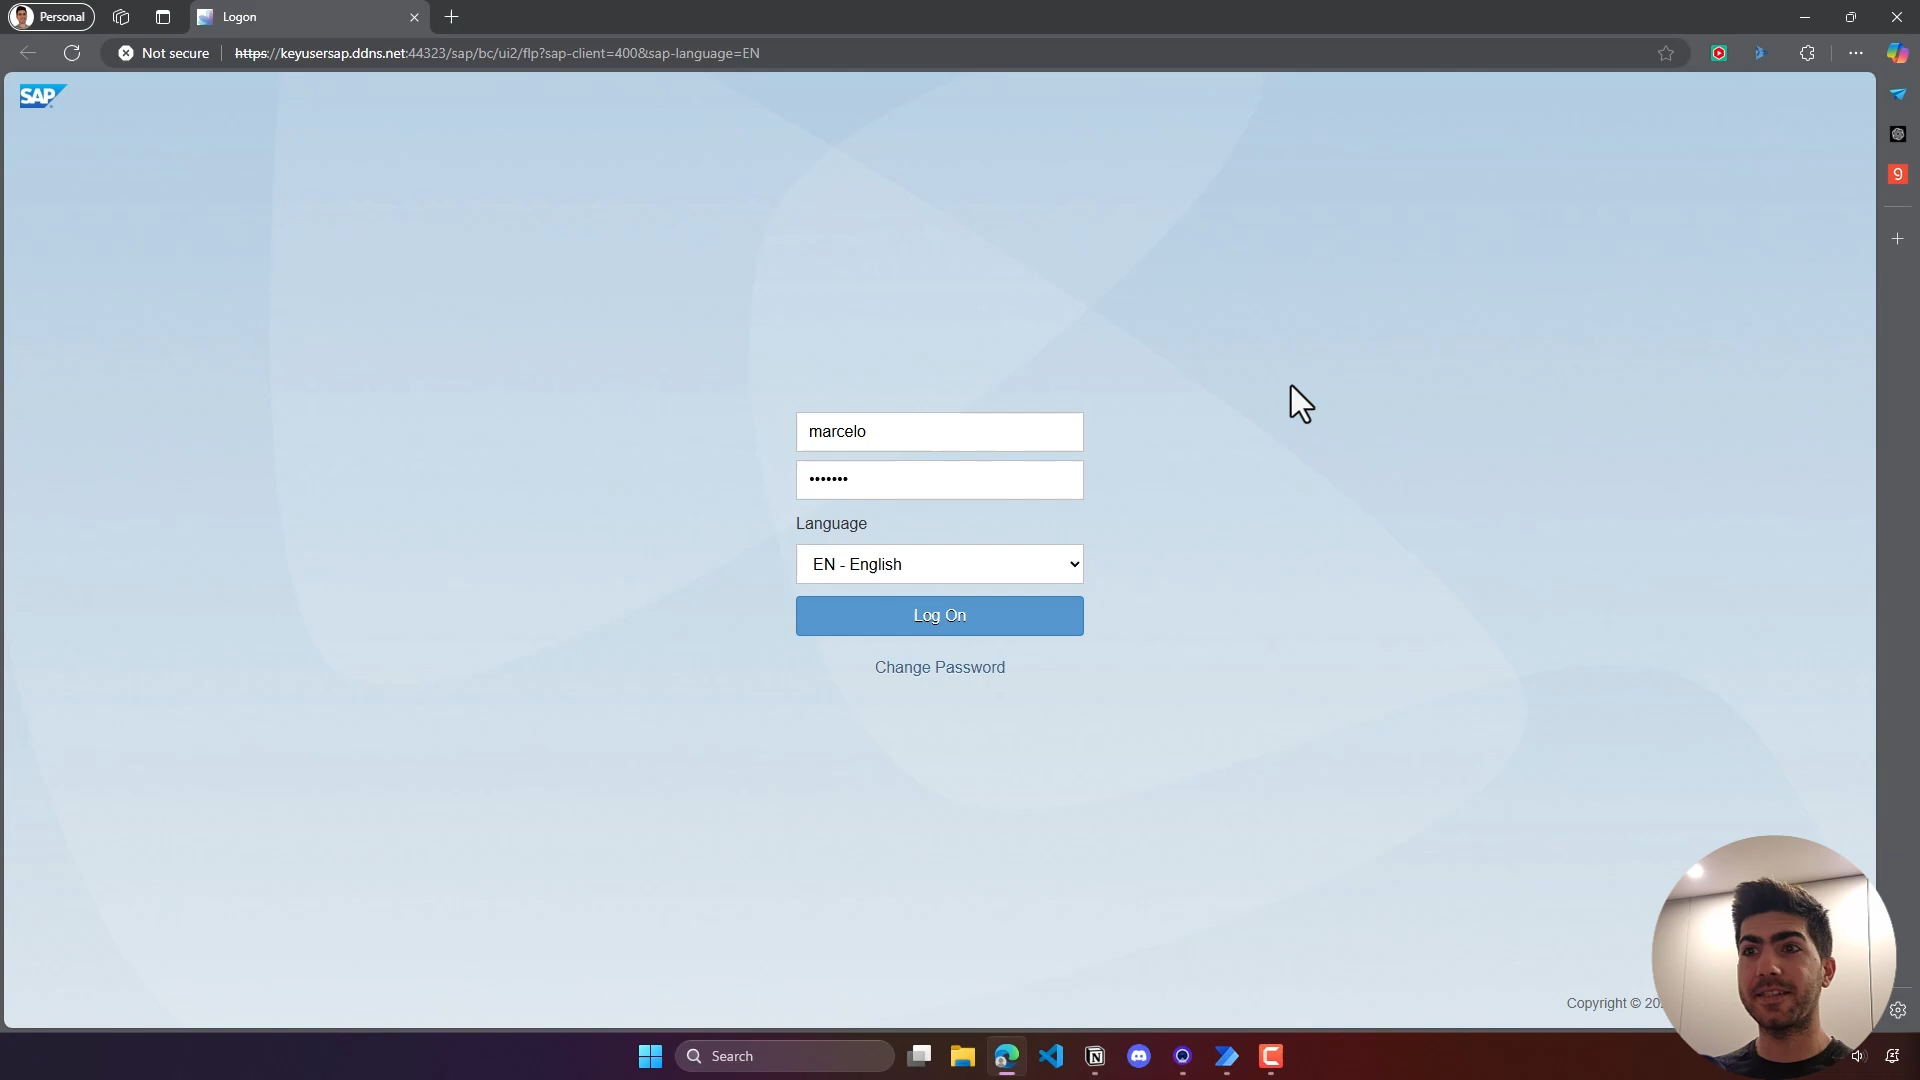 Personal
Logon
Not secure
https://keyusersap.ddns.net:44323/sap/bc/ui2/flp?sap-client=400&sap-language=EN
SAP
9
marcelo
•••••••
Language
EN - English
Log On
Change Password
Copyright © 20
Search